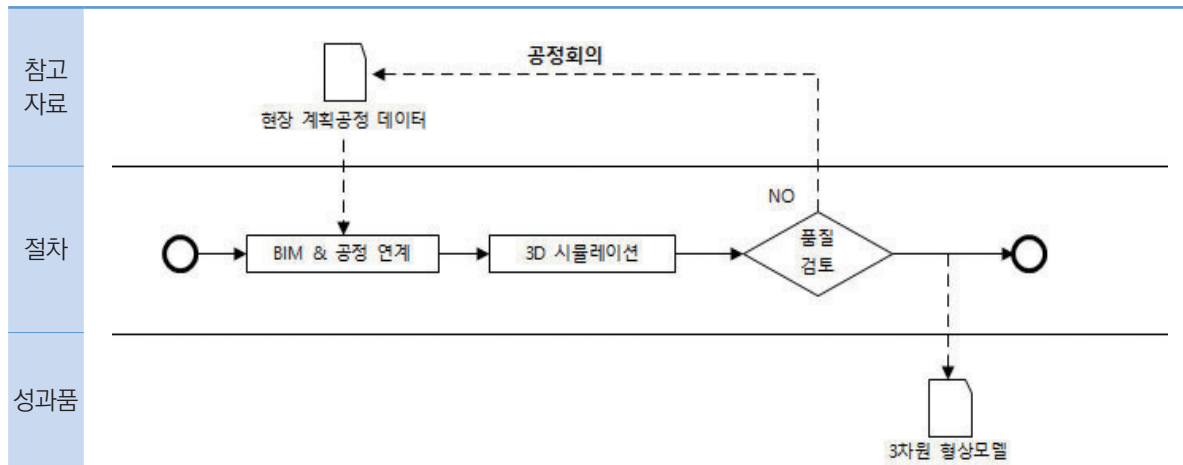 참고
자료
공정회의
현장 계획공정 데이터
절차
NO
BIM & 공정 연계
3D 시뮬레이션
품질
검토
성과품
3차원 형상모델